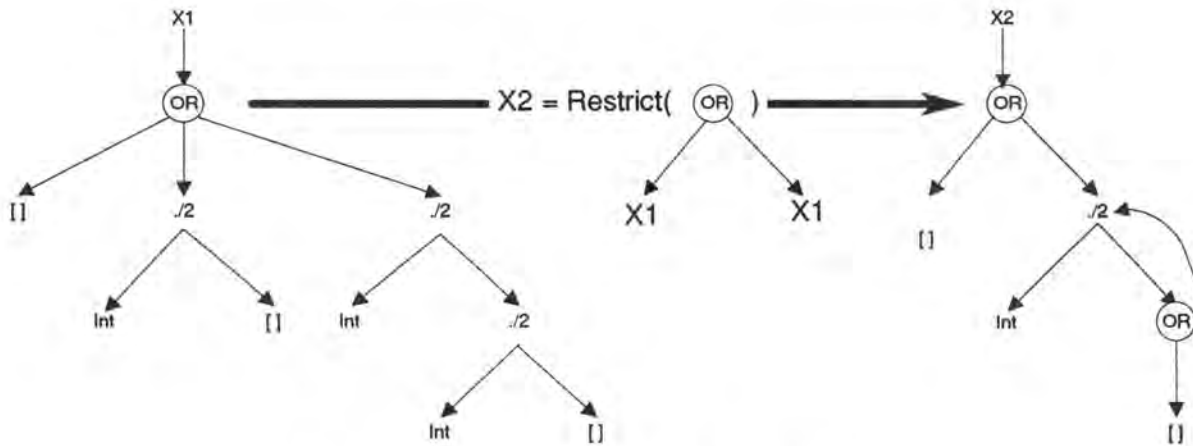 X1 X2
OR X2 = Restrict( OR ) OR
[ ] ./2 ./2 X1 X1 [ ] ./2
Int [ ] Int ./2 Int OR
Int [ ] [ ]